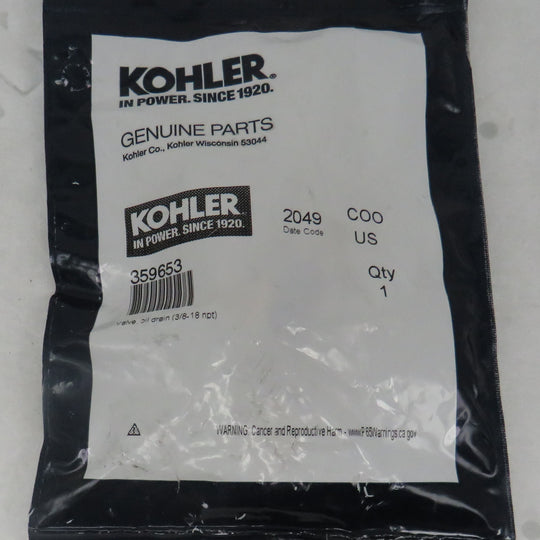 KOHLER®
IN POWER. SINCE 1920.
GENUINE PARTS
Kohler Co., Kohler Wisconsin 53044
KOHLER
IN POWER. SINCE 1920.
2049
Date Code
COO
US
359653
Qty
1
valve, oil drain (3/8-18 npt)
WARNING: Cancer and Reproductive Harm - www.P65Warnings.ca.gov